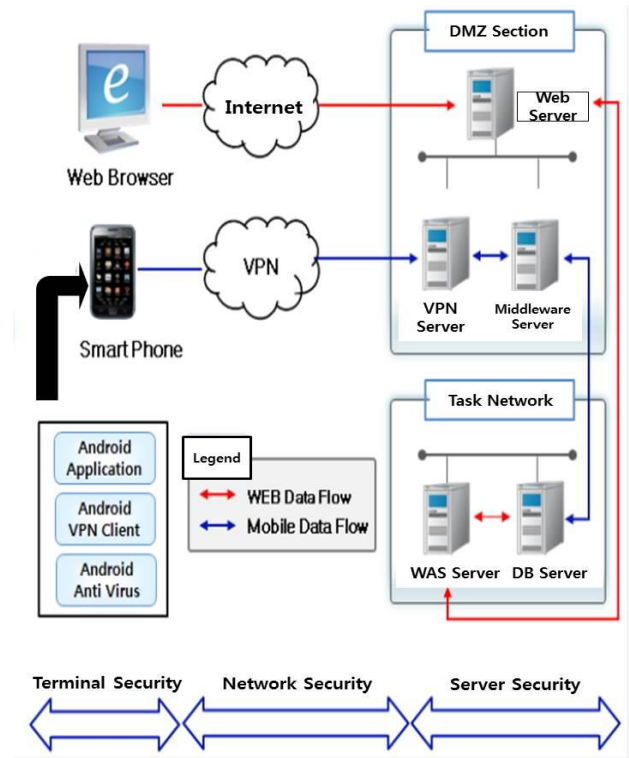 DMZ Section
Web
Server
Internet
Web Browser
VPN
VPN
Server
Middleware
Server
Smart Phone
Task Network
Android
Application
Android
VPN Client
Android
Anti Virus
Legend
WEB Data Flow
Mobile Data Flow
WAS Server
DB Server
Terminal Security
Network Security
Server Security